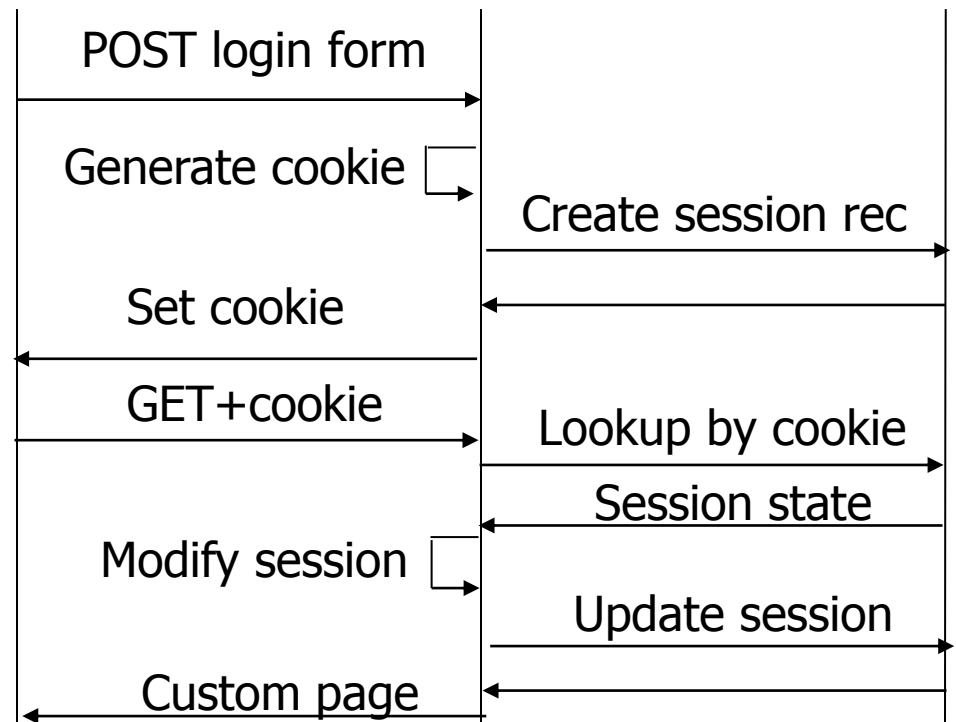 POST login form
Generate cookie
Create session rec
Set cookie
GET+cookie
Lookup by cookie
Session state
Modify session
Update session
Custom page